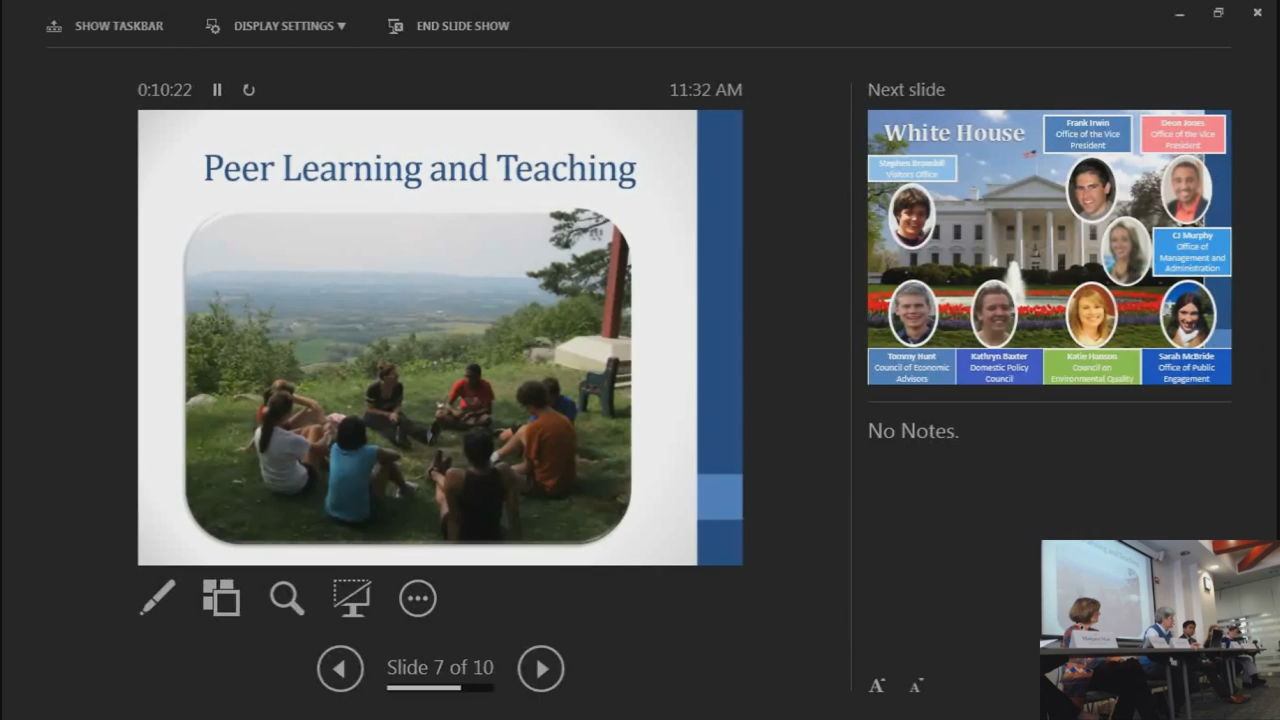 SHOW TASKBAR
DISPLAY SETTINGS ▼
END SLIDE SHOW
0:10:22
11:32 AM
Peer Learning and Teaching
Next slide
White House
Frank Irwin
Office of the Vice
President
Deon Jones
Office of the Vice
President
Stephen
Visitors Office
CJ Murphy
Office of
Management and
Administration
Tommy Hunt
Council of Economic
Advisors
Kathryn Baxter
Domestic Policy
Council
Katie Hanson
Council on
Environmental Quality
Sarah McBride
Office of Public
Engagement
No Notes.
Slide 7 of 10
A
A